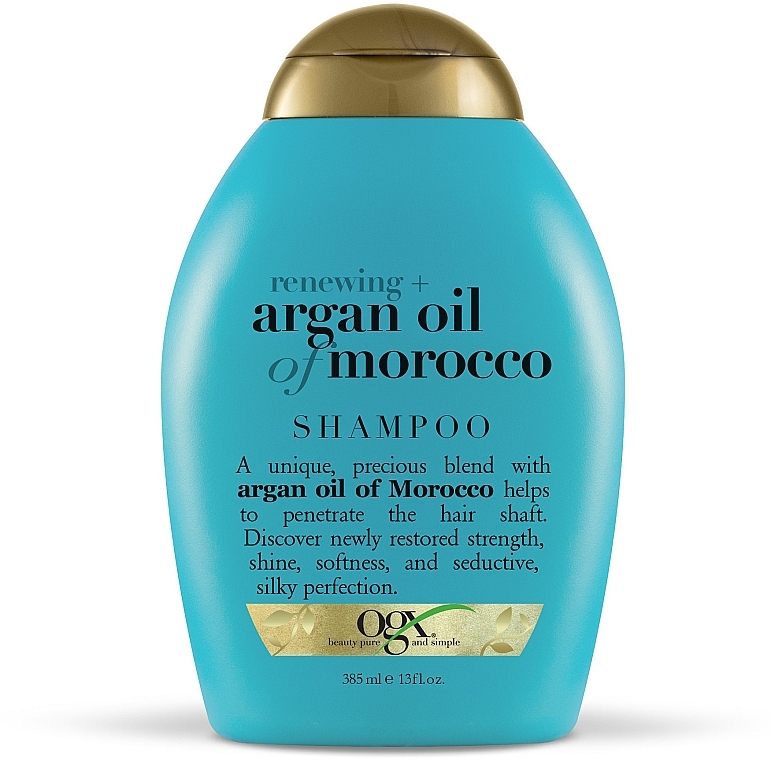 renewing +
argan oil
of morocco
SHAMPOO
A unique, precious blend with
argan oil of Morocco helps
to penetrate the hair shaft.
Discover newly restored strength,
shine, softness, and seductive,
silky perfection.
ogx®
beauty pure and simple
385 ml e 13 fl. oz.